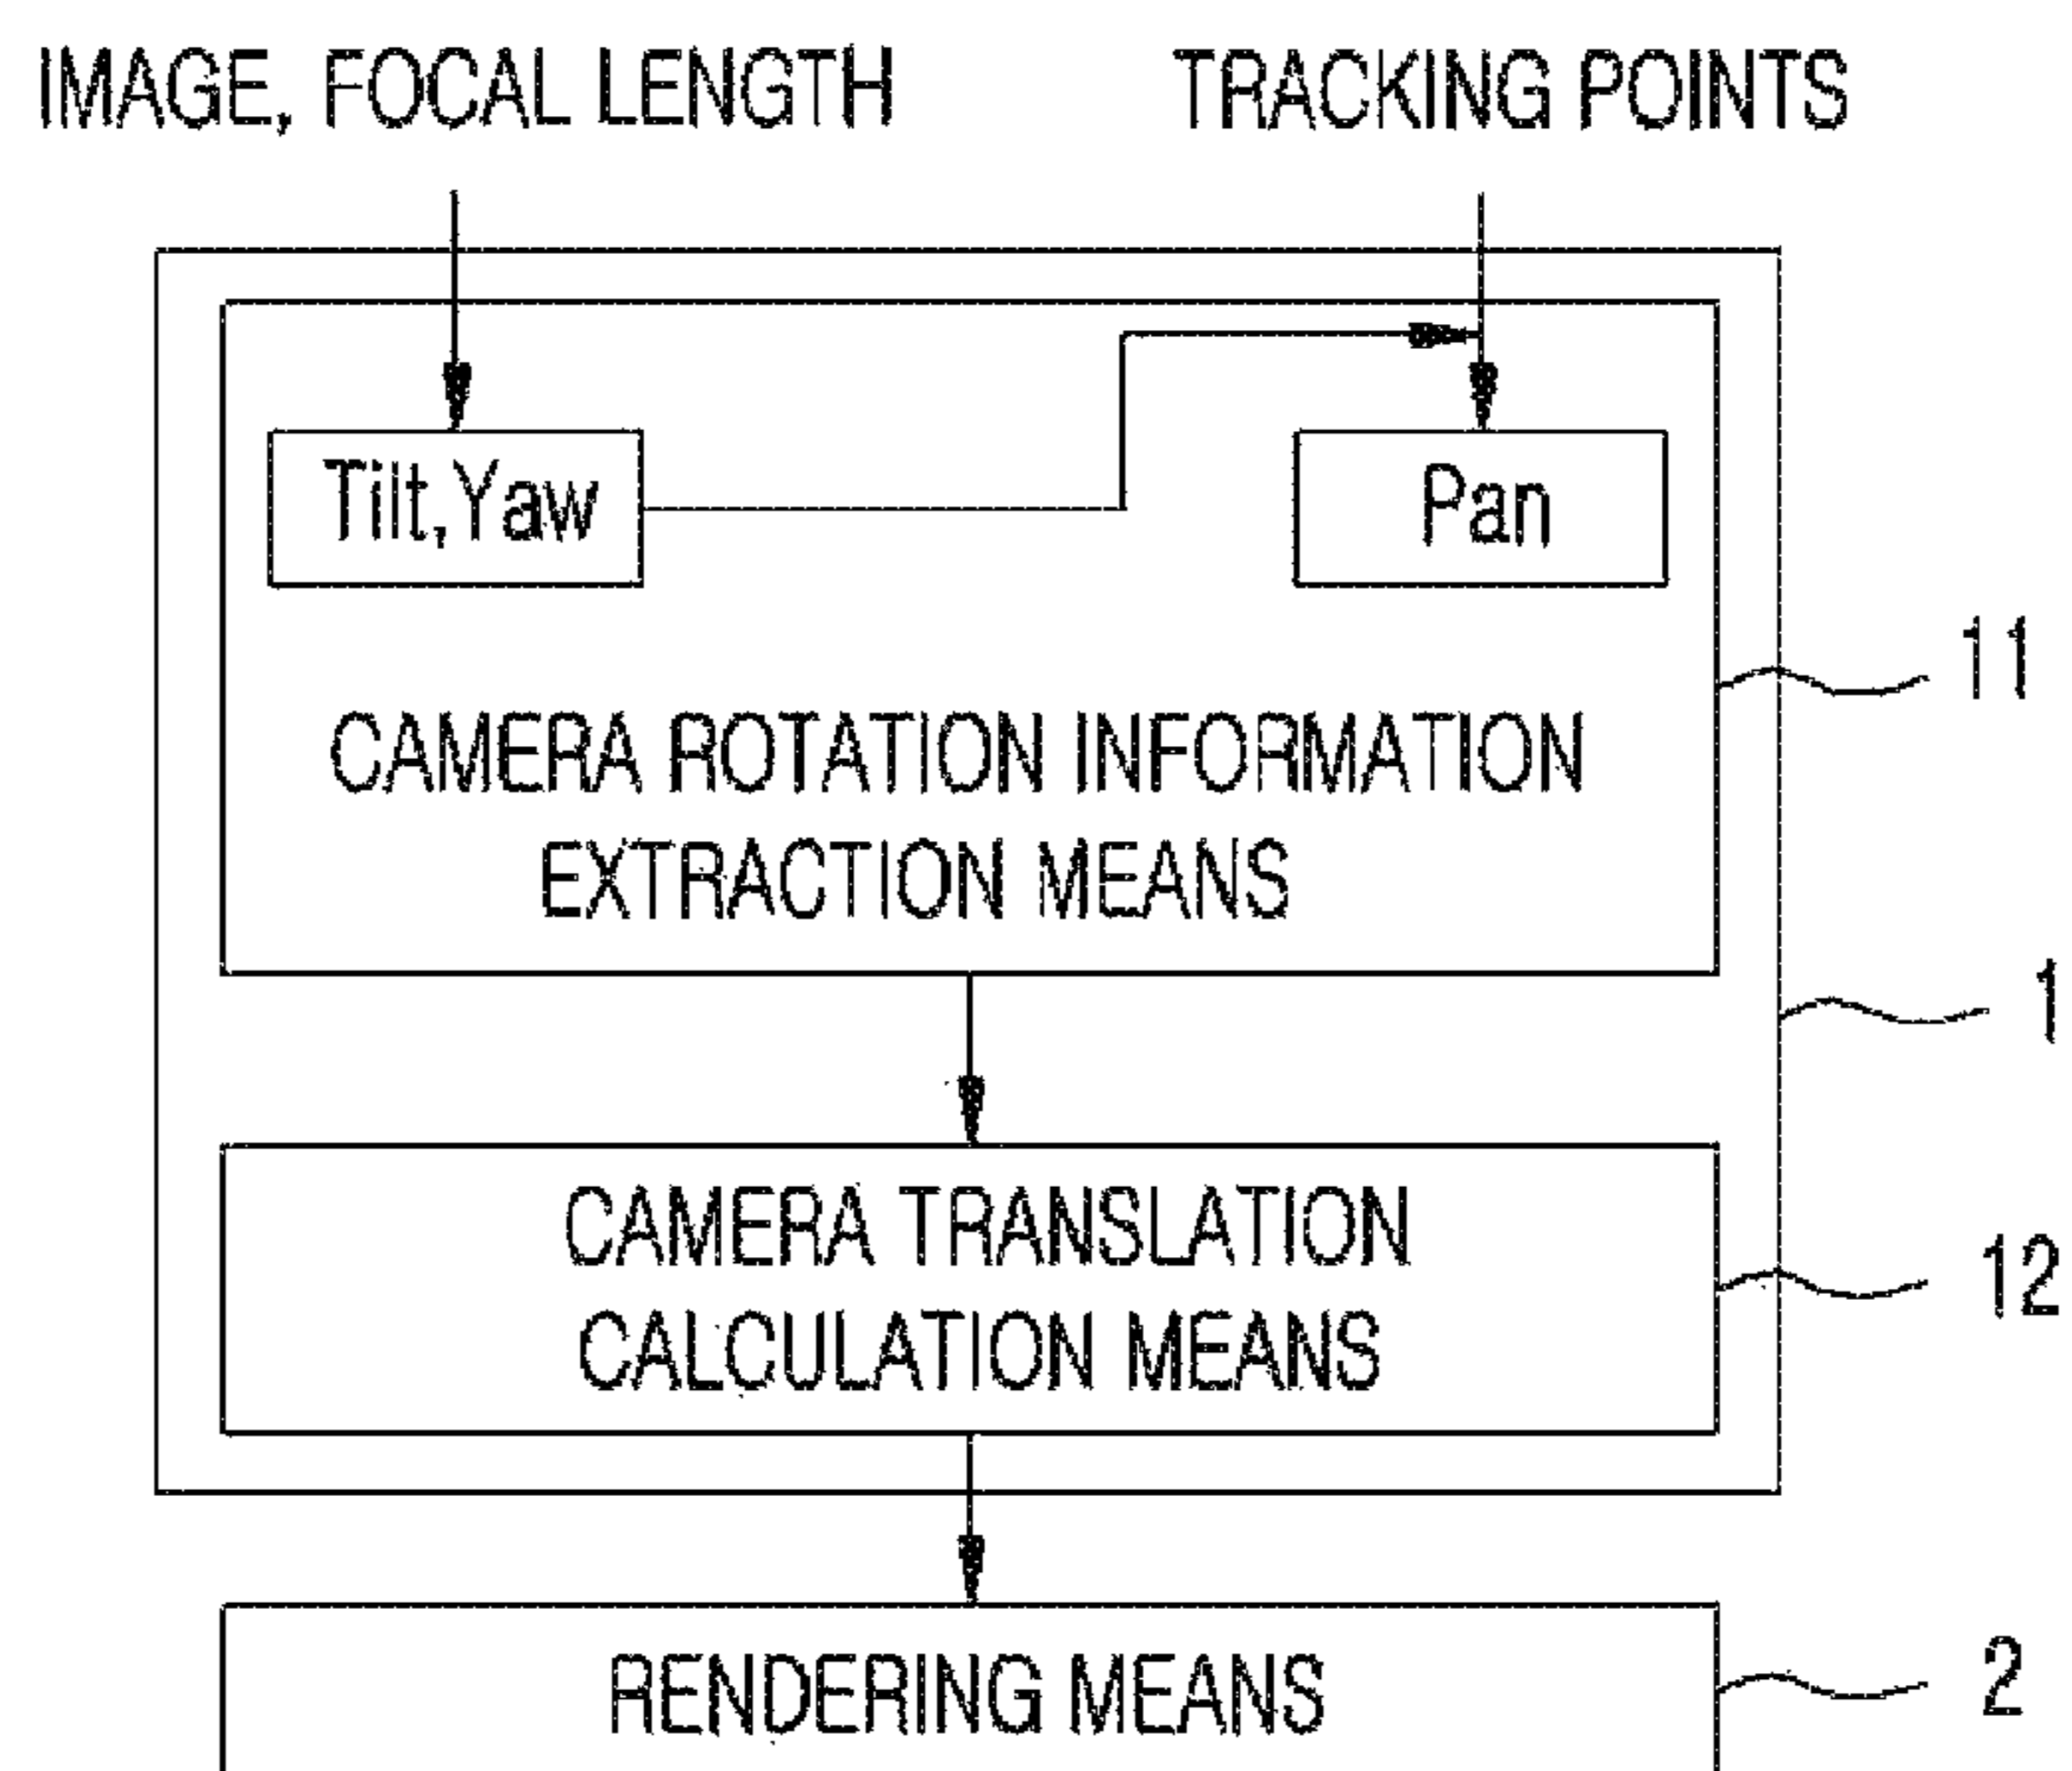 IMAGE, FOCAL LENGTH
TRACKING POINTS
Tilt,Yaw
Pan
11
CAMERA ROTATION INFORMATION
EXTRACTION MEANS
1
CAMERA TRANSLATION
CALCULATION MEANS
12
RENDERING MEANS
2